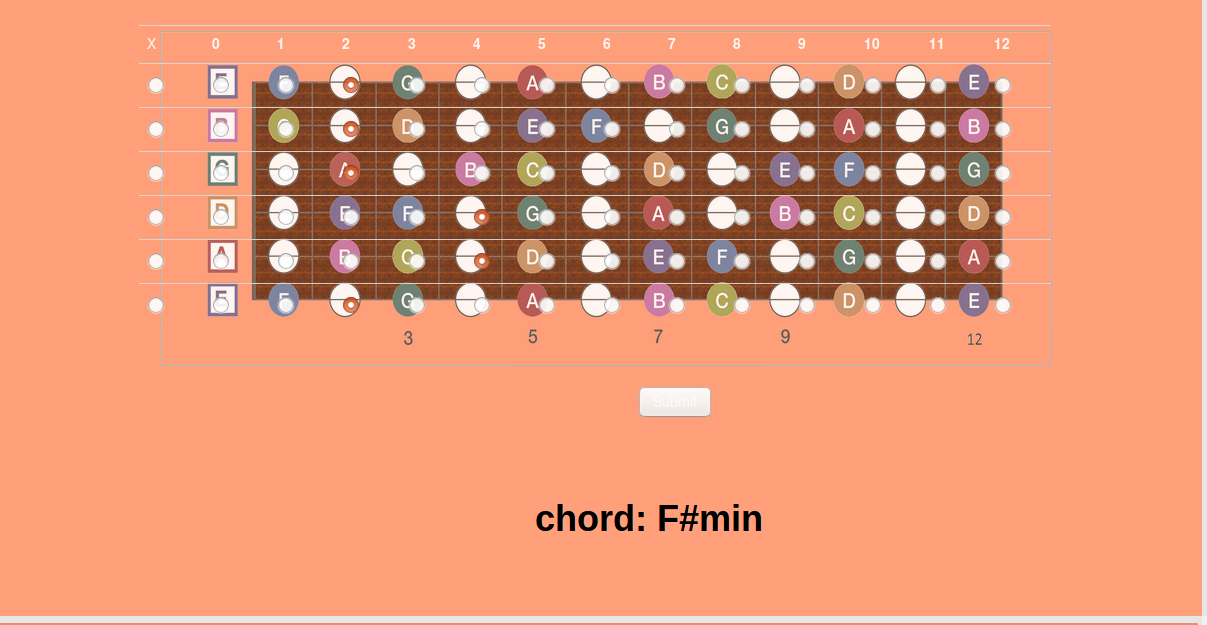 X 0 1 2 3 4 5 6 7 8 9 10 11 12
E F G A B C D E
B C D E F G A B
G A B C D E F G
D E F G A B C D
A B C D E F G A
E F G A B C D E
3 5 7 9 12
Submit
chord: F#min